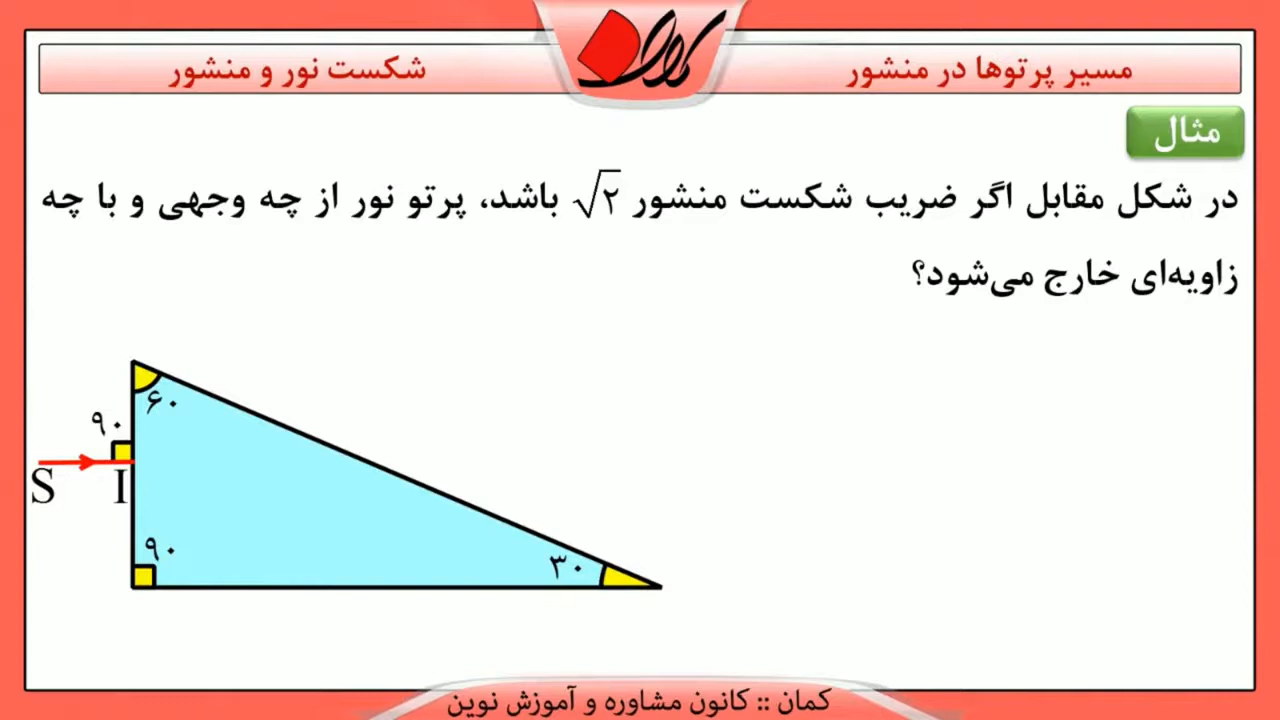 مسیر پرتوها در منشور
کمان
شکست نور و منشور
مثال
در شکل مقابل اگر ضریب شکست منشور √۲ باشد، پرتو نور از چه وجهی و با چه
زاویه‌ای خارج می‌شود؟
۶۰
۹۰
S
I
۹۰
۳۰
کمان :: کانون مشاوره و آموزش نوین